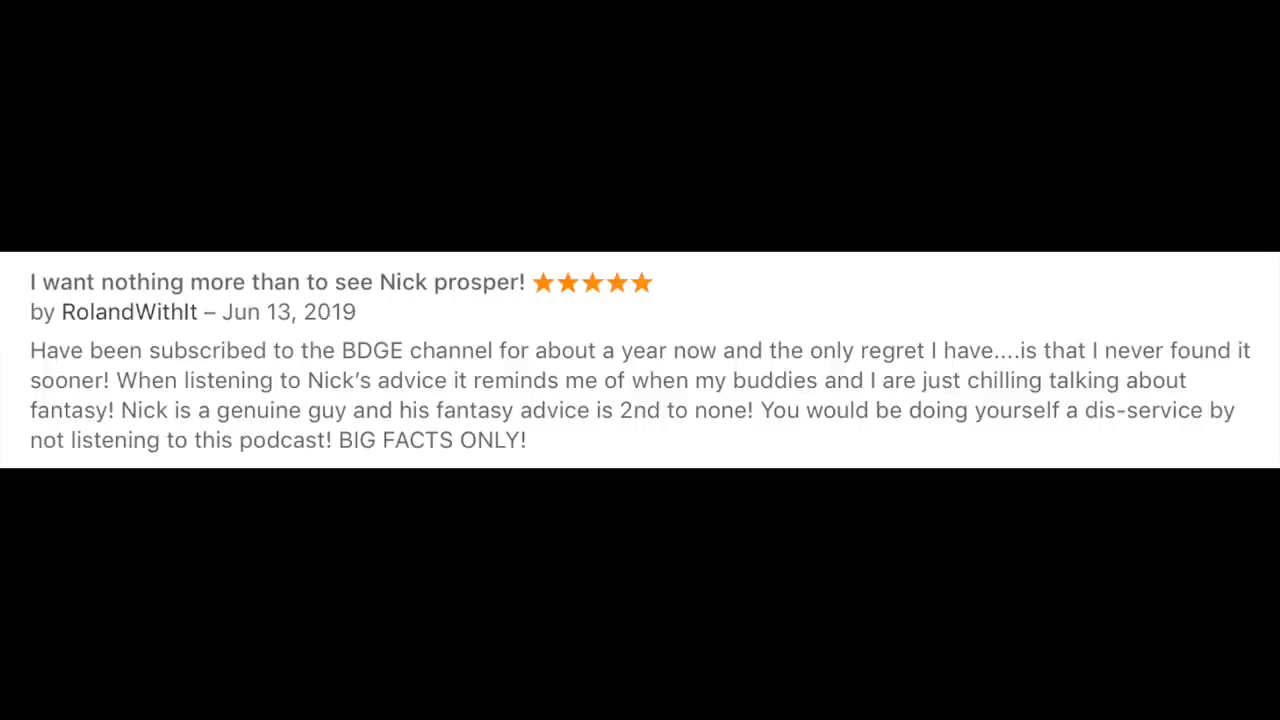 I want nothing more than to see Nick prosper! ★★★★★
by RolandWithIt – Jun 13, 2019
Have been subscribed to the BDGE channel for about a year now and the only regret I have....is that I never found it
sooner! When listening to Nick’s advice it reminds me of when my buddies and I are just chilling talking about
fantasy! Nick is a genuine guy and his fantasy advice is 2nd to none! You would be doing yourself a dis-service by
not listening to this podcast! BIG FACTS ONLY!